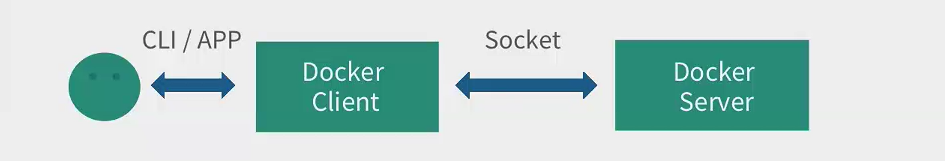 CLI / APP
Socket
Docker
Client
Docker
Server